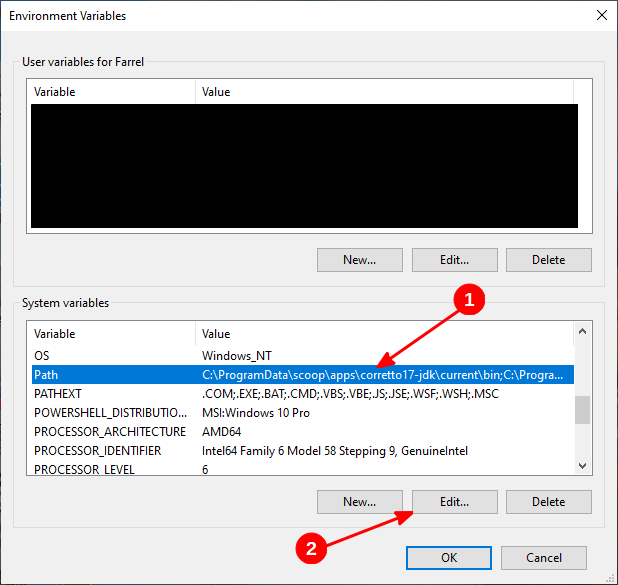 Environment Variables
User variables for Farrel
Variable Value
New... Edit... Delete
System variables
1
Variable Value
OS Windows_NT
Path C:\ProgramData\scoop\apps\corretto17-jdk\current\bin;C:\Progra...
PATHEXT .COM;.EXE;.BAT;.CMD;.VBS;.VBE;.JS;.JSE;.WSF;.WSH;.MSC
POWERSHELL_DISTRIBUTIO... MSI:Windows 10 Pro
PROCESSOR_ARCHITECTURE AMD64
PROCESSOR_IDENTIFIER Intel64 Family 6 Model 58 Stepping 9, GenuineIntel
PROCESSOR_LEVEL 6
New... Edit... Delete
2
OK Cancel